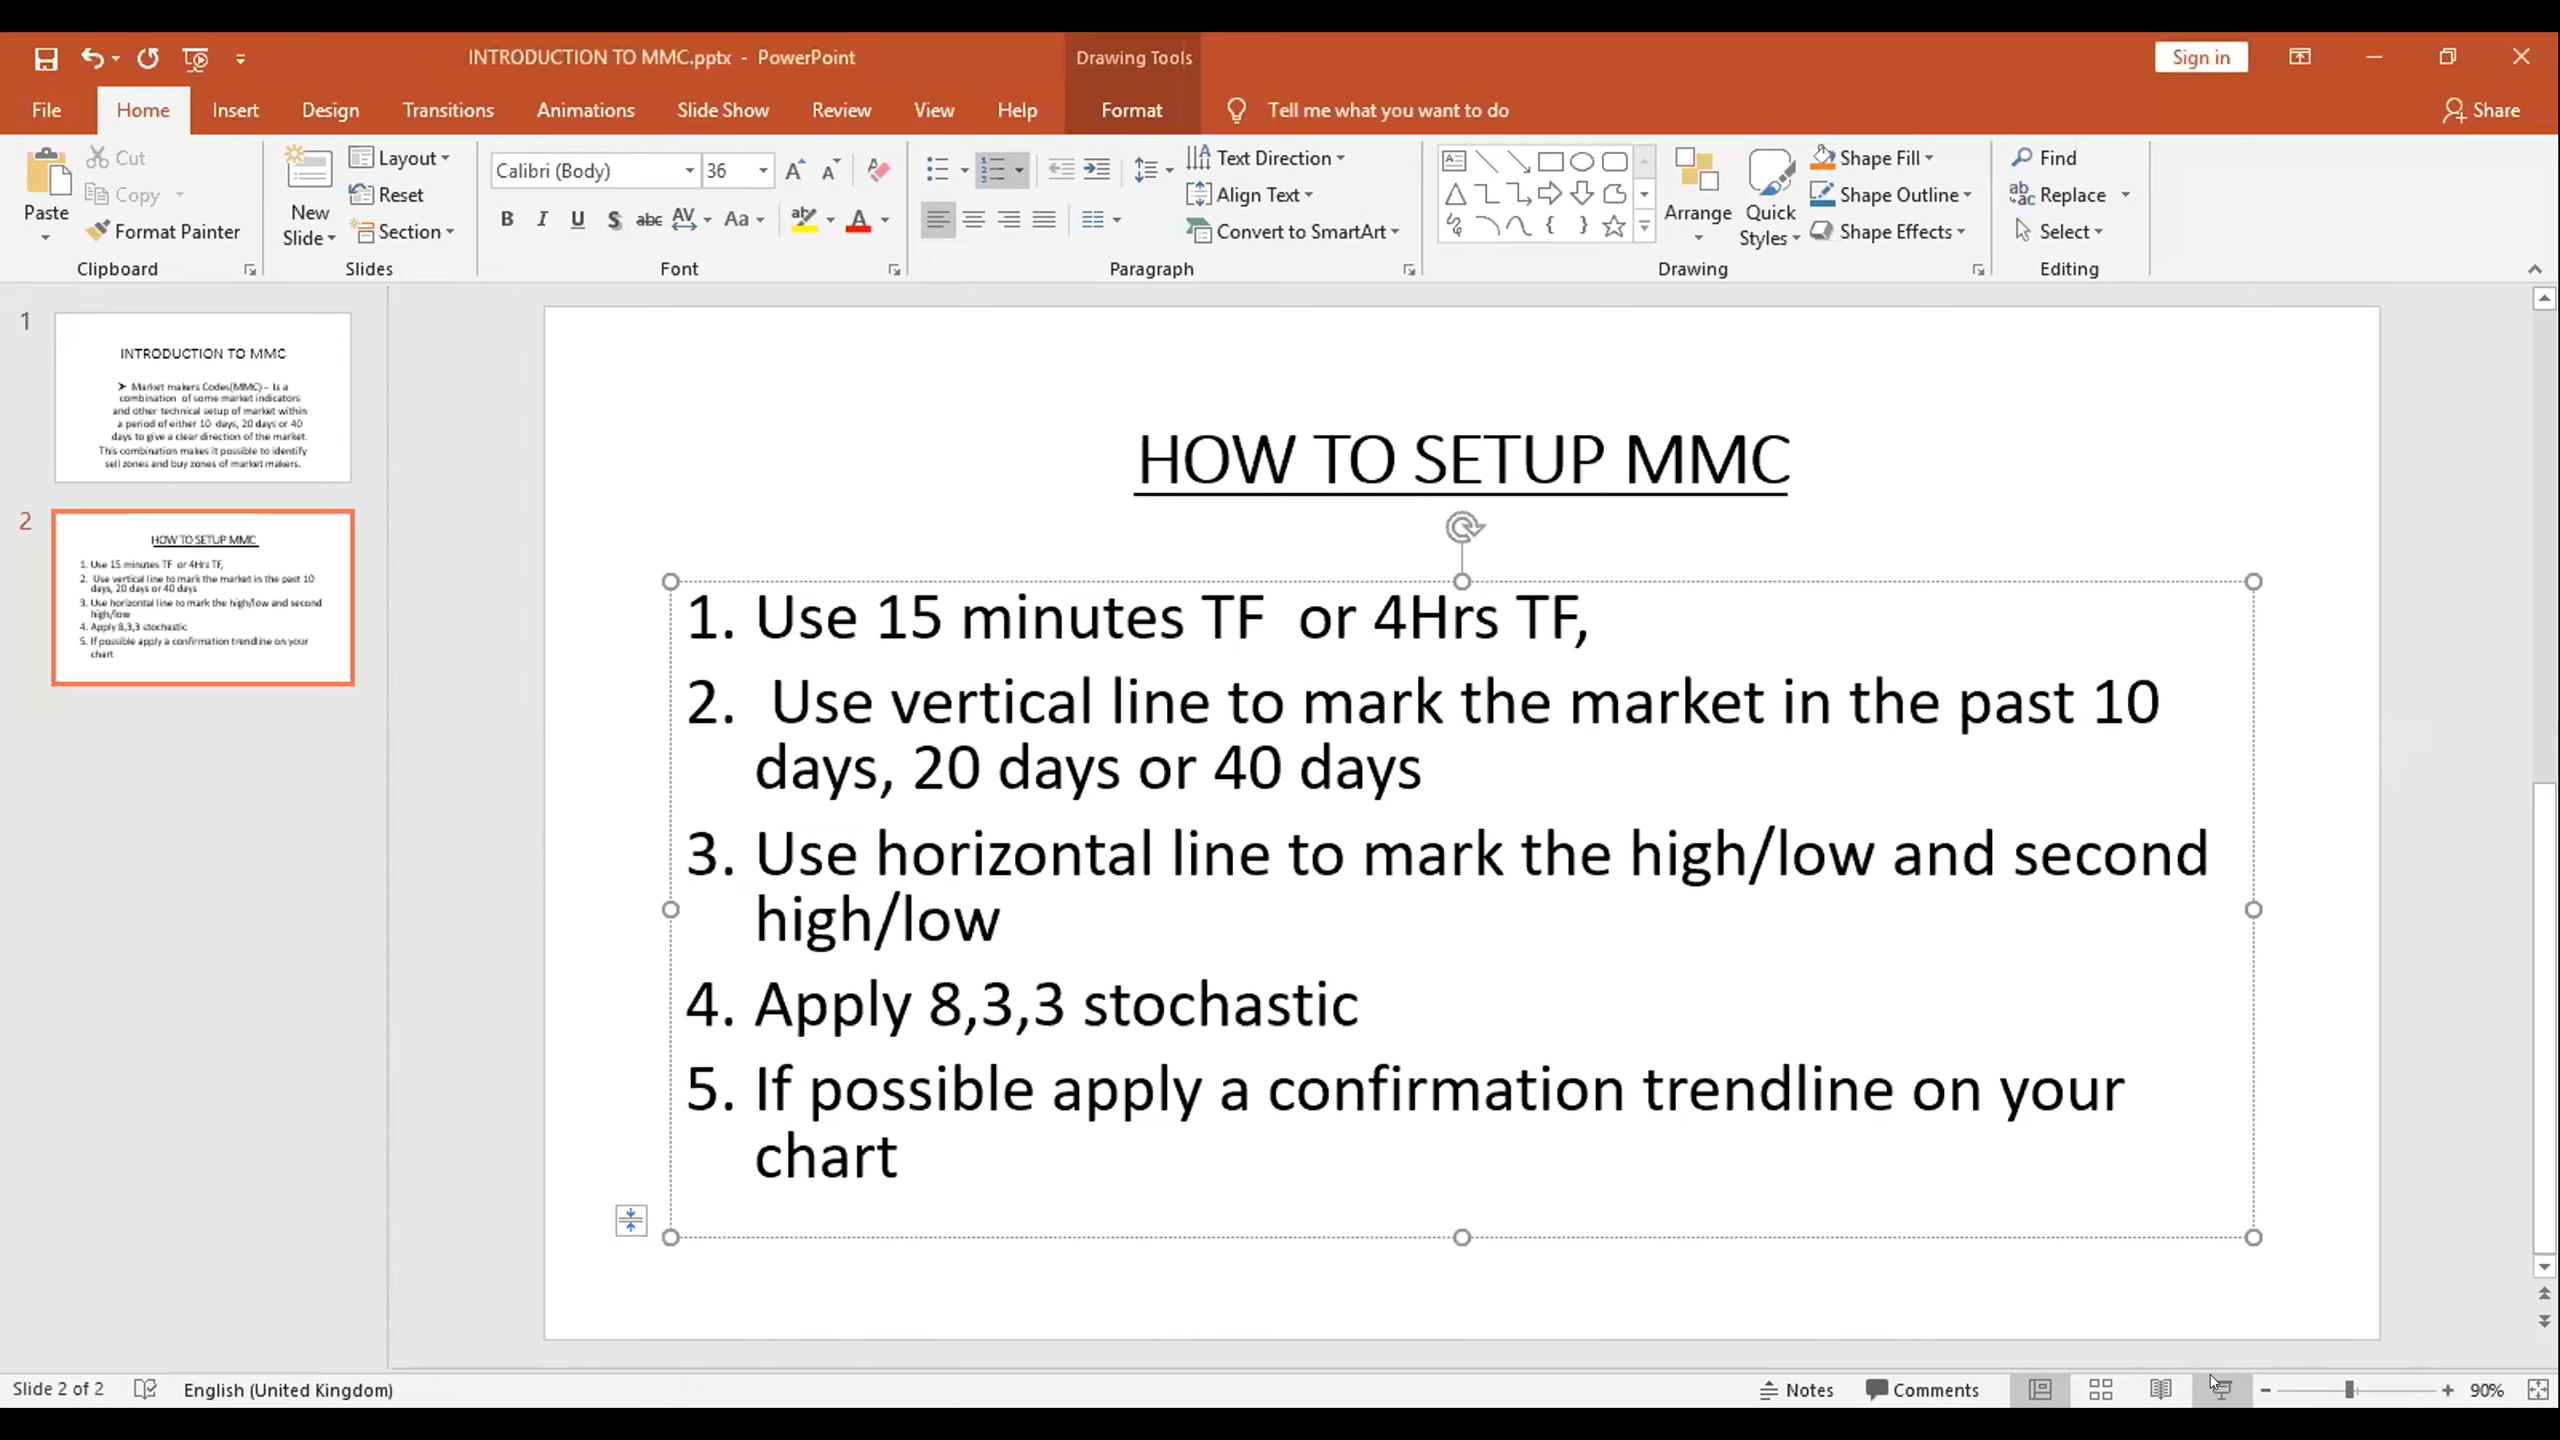 INTRODUCTION TO MMC.pptx - PowerPoint
Drawing Tools
Sign in
File
Home
Insert
Design
Transitions
Animations
Slide Show
Review
View
Help
Format
Tell me what you want to do
Share
Paste
Cut
Copy
Format Painter
Clipboard
New
Slide
Layout
Reset
Section
Slides
Calibri (Body)
36
B I U S abc AV Aa A
Font
Text Direction
Align Text
Convert to SmartArt
Paragraph
Arrange
Quick
Styles
Shape Fill
Shape Outline
Shape Effects
Drawing
Find
Replace
Select
Editing
1
INTRODUCTION TO MMC
➤ Market makers Codes(MMC) - Is a
combination of some market indicators
and other technical setup of market within
a period of either 10 days, 20 days or 40
days to give a clear direction of the market.
This combination makes it possible to identify
sell zones and buy zones of market makers.
2
HOW TO SETUP MMC
1. Use 15 minutes TF or 4Hrs TF,
2. Use vertical line to mark the market in the past 10
days, 20 days or 40 days
3. Use horizontal line to mark the high/low and second
high/low
4. Apply 8,3,3 stochastic
5. If possible apply a confirmation trendline on your
chart
HOW TO SETUP MMC
1. Use 15 minutes TF or 4Hrs TF,
2. Use vertical line to mark the market in the past 10
days, 20 days or 40 days
3. Use horizontal line to mark the high/low and second
high/low
4. Apply 8,3,3 stochastic
5. If possible apply a confirmation trendline on your
chart
Slide 2 of 2
English (United Kingdom)
Notes
Comments
90%